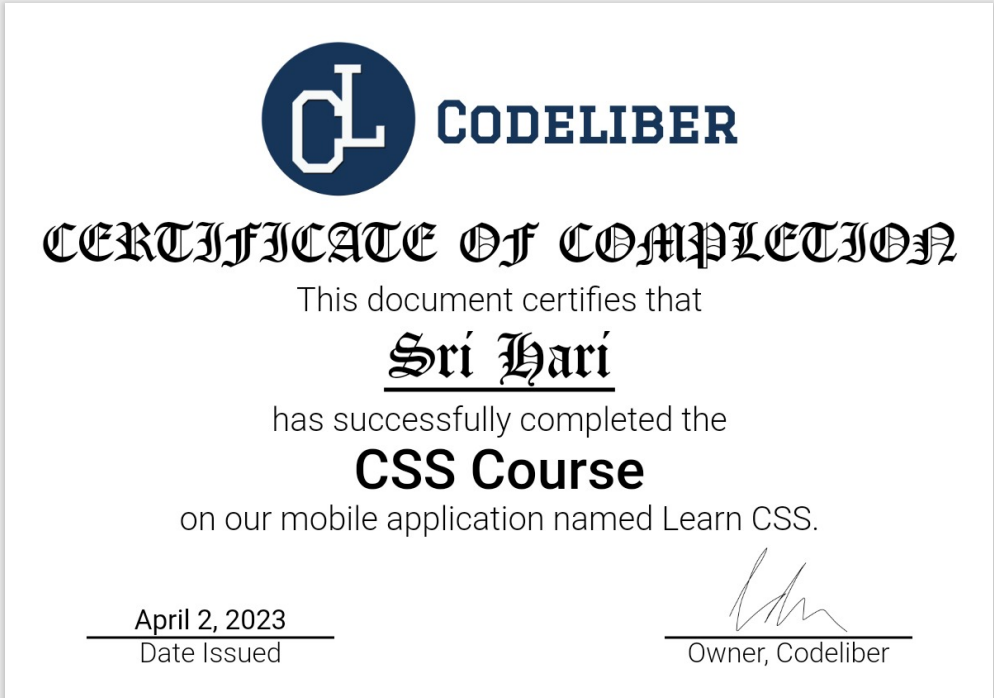 CL CODELIBER
CERTIFICATE OF COMPLETION
This document certifies that
Sri Hari
has successfully completed the
CSS Course
on our mobile application named Learn CSS.
April 2, 2023
Date Issued
Owner, Codeliber